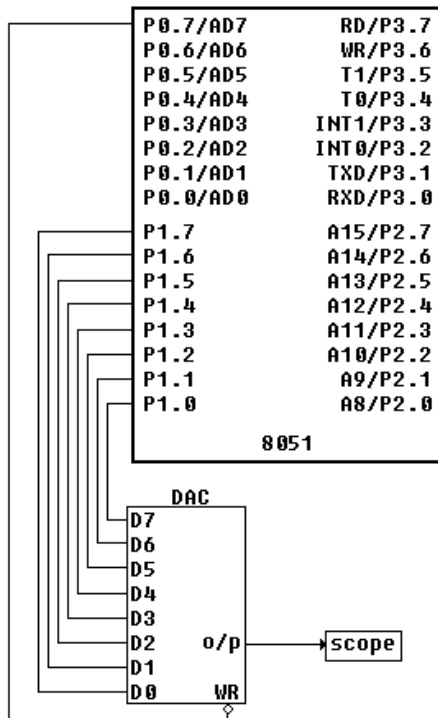 P0.7/AD7 RD/P3.7
P0.6/AD6 WR/P3.6
P0.5/AD5 T1/P3.5
P0.4/AD4 T0/P3.4
P0.3/AD3 INT1/P3.3
P0.2/AD2 INT0/P3.2
P0.1/AD1 TXD/P3.1
P0.0/AD0 RXD/P3.0
P1.7 A15/P2.7
P1.6 A14/P2.6
P1.5 A13/P2.5
P1.4 A12/P2.4
P1.3 A11/P2.3
P1.2 A10/P2.2
P1.1 A9/P2.1
P1.0 A8/P2.0
8051
DAC
D7
D6
D5
D4
D3
D2 o/p scope
D1
D0 WR